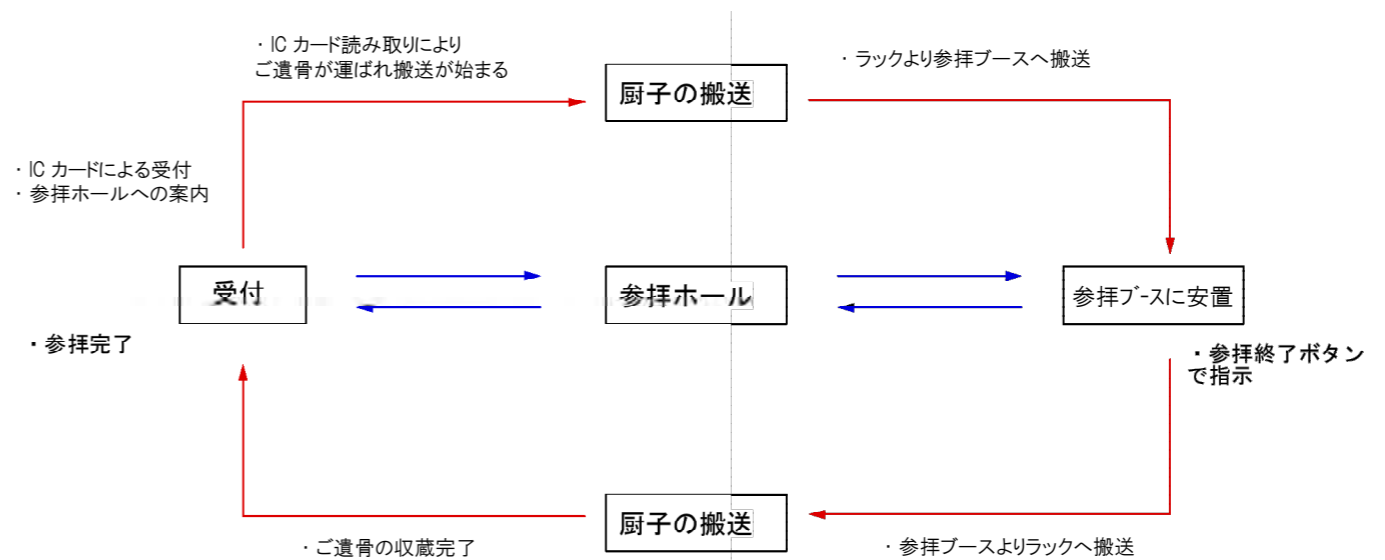 ・ICカード読み取りにより
ご遺骨が運ばれ搬送が始まる
・ラックより参拝ブースへ搬送
厨子の搬送
・ICカードによる受付
・参拝ホールへの案内
受付
参拝ホール
参拝ブースに安置
・参拝完了
・参拝終了ボタン
で指示
厨子の搬送
・ご遺骨の収蔵完了
・参拝ブースよりラックへ搬送